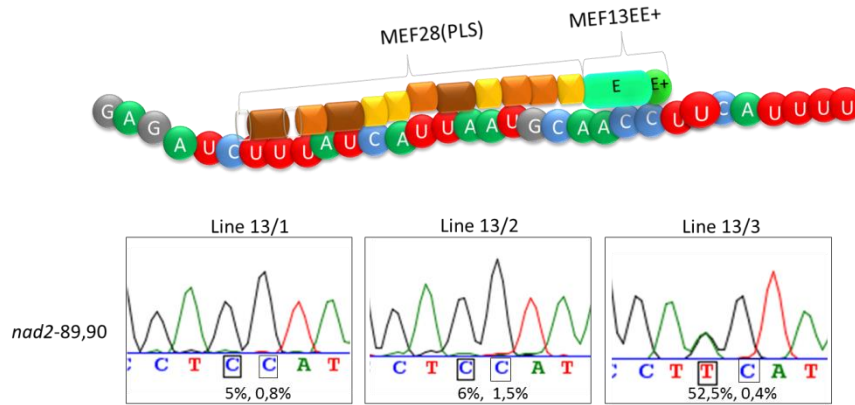 MEF28(PLS)
MEF13EE+
E E+
G A G A U C U U U A U C A U U A A U G C A A C C U U C A U U U U
Line 13/1
Line 13/2
Line 13/3
nad2-89,90
C C T C C A T
C T C C A T
C C T T C A T
5%, 0,8%
6%, 1,5%
52,5%, 0,4%